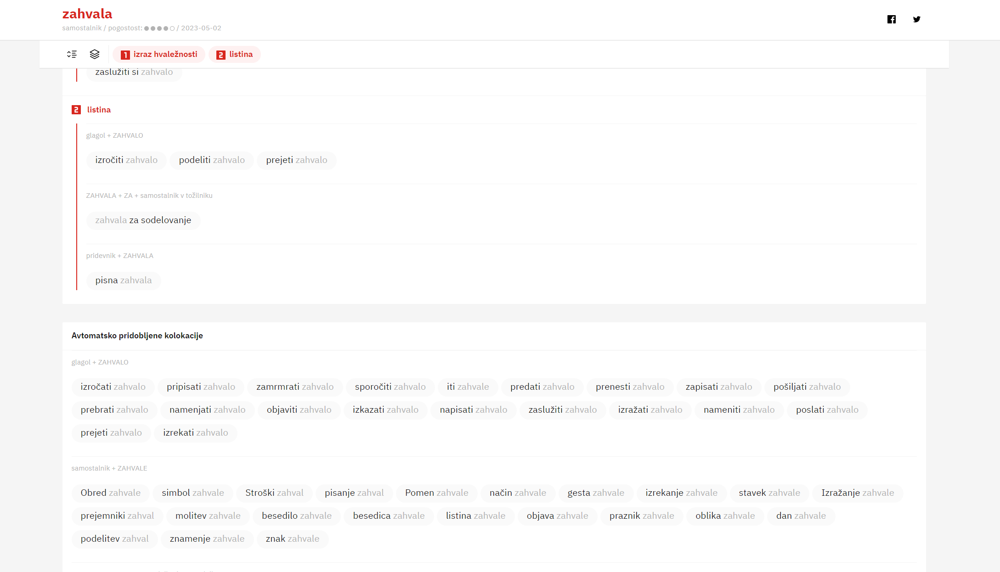 zahvala
samostalnik / pogostost: / 2023-05-02
1 izraz hvaležnosti 2 listina
zaslužiti si zahvalo
2 listina
glagol + ZAHVALO
izročiti zahvalo podeliti zahvalo prejeti zahvalo
ZAHVALA + ZA + samostalnik v tožilniku
zahvala za sodelovanje
pridevnik + ZAHVALA
pisna zahvala
Avtomatsko pridobljene kolokacije
glagol + ZAHVALO
izročati zahvalo pripisati zahvalo zamrmrati zahvalo sporočiti zahvalo iti zahvale predati zahvalo prenesti zahvalo zapisati zahvalo pošiljati zahvalo
prebrati zahvalo namenjati zahvalo objaviti zahvalo izkazati zahvalo napisati zahvalo zaslužiti zahvalo izražati zahvalo nameniti zahvalo poslati zahvalo
prejeti zahvalo izrekati zahvalo
samostalnik + ZAHVALE
Obred zahvale simbol zahvale Stroški zahval pisanje zahval Pomen zahvale način zahvale gesta zahvale izrekanje zahvale stavek zahvale Izražanje zahvale
prejemniki zahval molitev zahvale besedilo zahvale besedica zahvale listina zahvale objava zahvale praznik zahvale oblika zahvale dan zahvale
podelitev zahval znamenje zahvale znak zahvale